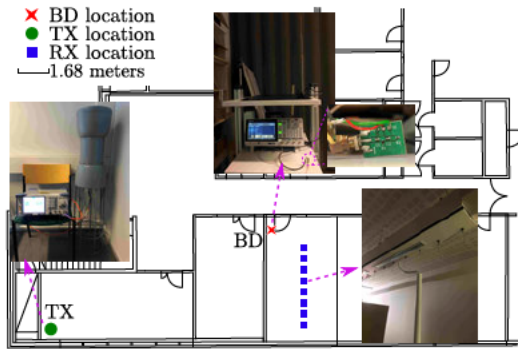 BD location
TX location
RX location
1.68 meters
BD
TX